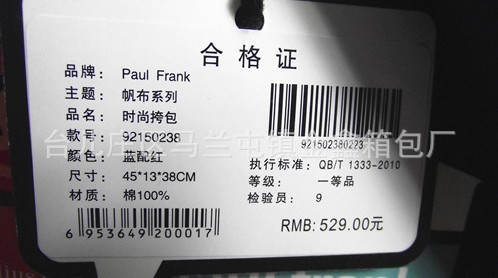 合格证
品牌: Paul Frank
主题: 帆布系列
品名: 时尚挎包
款号: 92150238
颜色: 蓝配红
尺寸: 45*13*38CM
材质: 棉100%
6 953649 200017
921502380223
执行标准: QB/T 1333-2010
等级: 一等品
检验员: 9
RMB: 529.00元